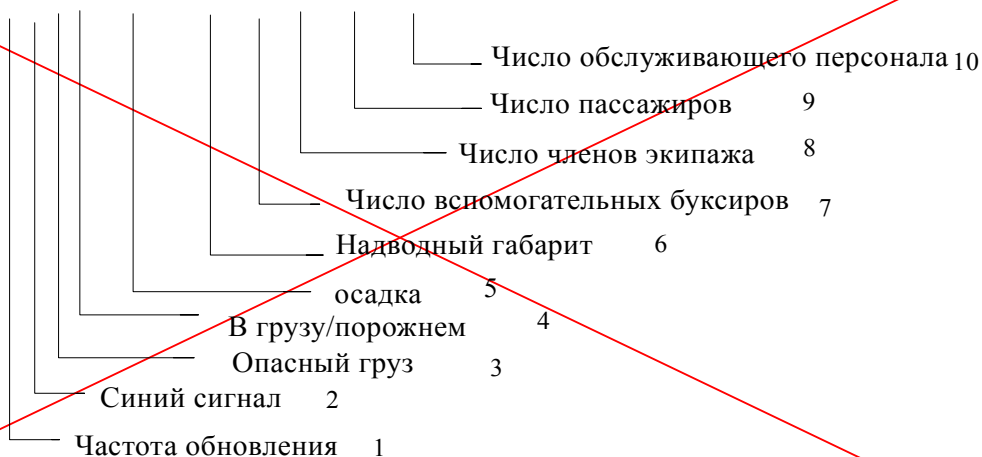 Число обслуживающего персонала 10
Число пассажиров 9
Число членов экипажа 8
Число вспомогательных буксиров 7
Надводный габарит 6
осадка 5
В грузу/порожнем 4
Опасный груз 3
Синий сигнал 2
Частота обновления 1